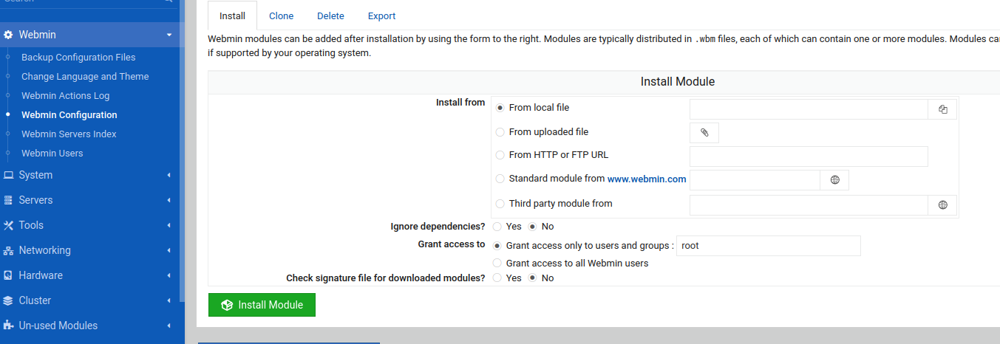 Search
Webmin
Backup Configuration Files
Change Language and Theme
Webmin Actions Log
Webmin Configuration
Webmin Servers Index
Webmin Users
System
Servers
Tools
Networking
Hardware
Cluster
Un-used Modules
Install Clone Delete Export
Webmin modules can be added after installation by using the form to the right. Modules are typically distributed in .wbm files, each of which can contain one or more modules. Modules ca
if supported by your operating system.
Install Module
Install from
From local file
From uploaded file
From HTTP or FTP URL
Standard module from www.webmin.com
Third party module from
Ignore dependencies? Yes No
Grant access to Grant access only to users and groups : root
Grant access to all Webmin users
Check signature file for downloaded modules? Yes No
Install Module